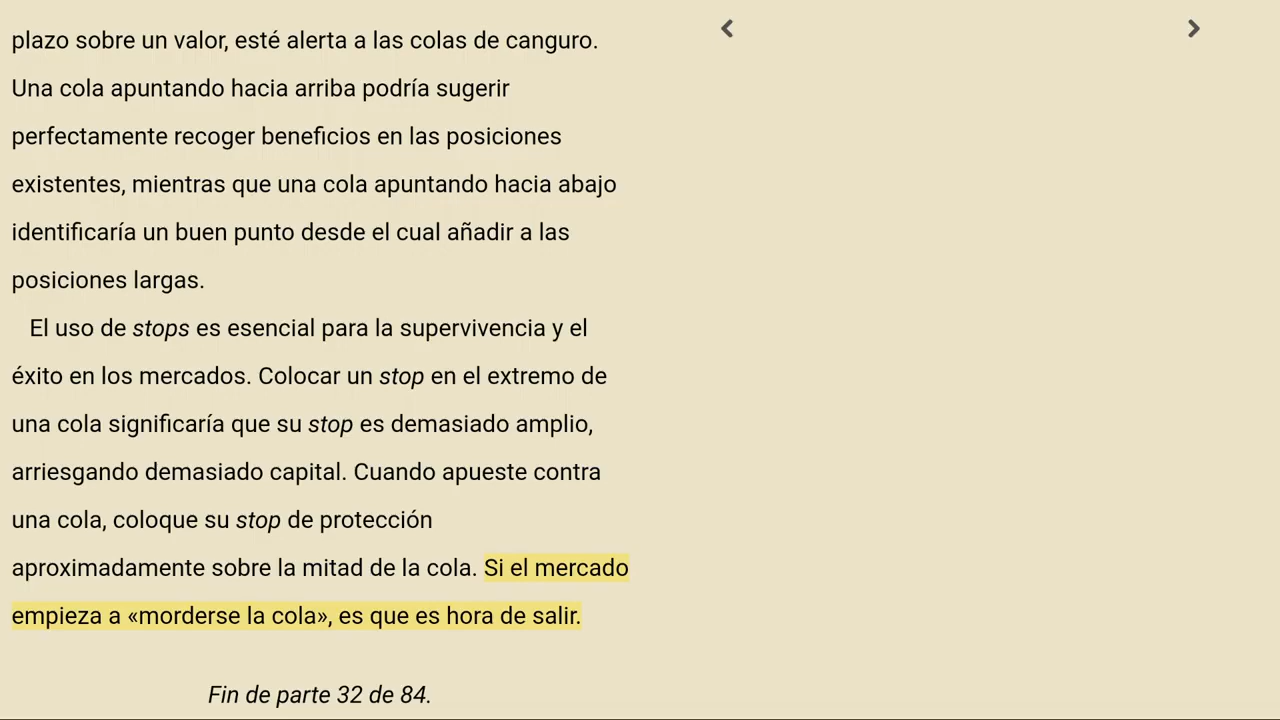 plazo sobre un valor, esté alerta a las colas de canguro.
Una cola apuntando hacia arriba podría sugerir
perfectamente recoger beneficios en las posiciones
existentes, mientras que una cola apuntando hacia abajo
identificaría un buen punto desde el cual añadir a las
posiciones largas.
El uso de stops es esencial para la supervivencia y el
éxito en los mercados. Colocar un stop en el extremo de
una cola significaría que su stop es demasiado amplio,
arriesgando demasiado capital. Cuando apueste contra
una cola, coloque su stop de protección
aproximadamente sobre la mitad de la cola. Si el mercado
empieza a «morderse la cola», es que es hora de salir.
Fin de parte 32 de 84.